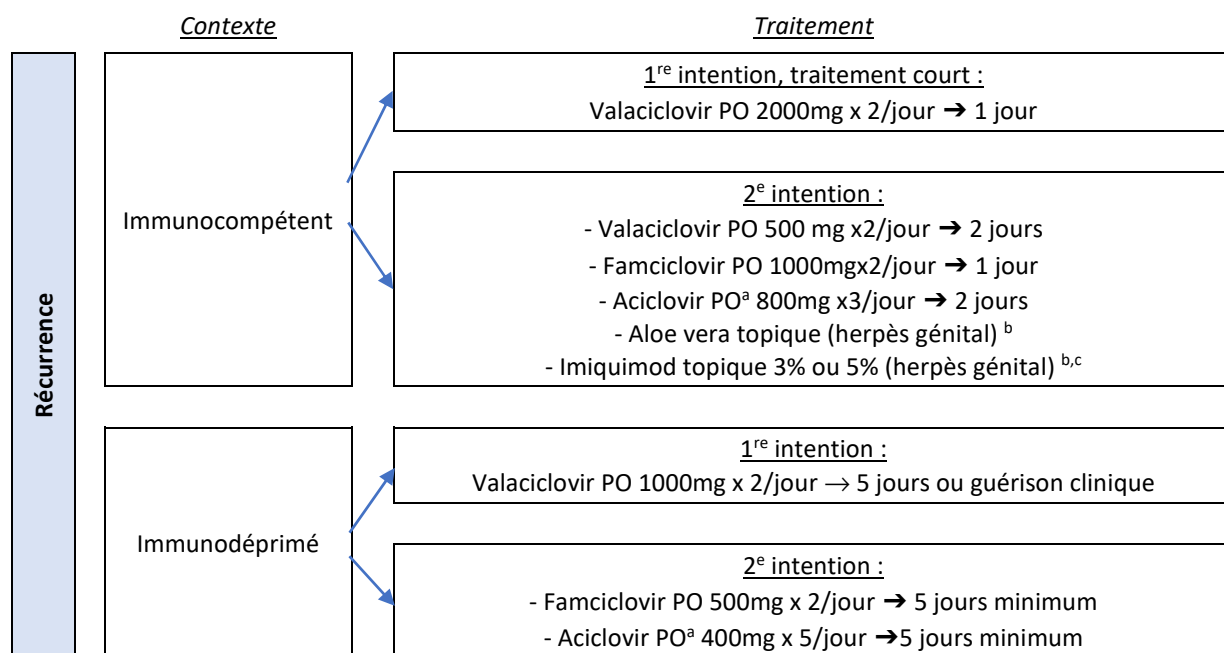 Contexte
Traitement
Récurrence
Immunocompétent
1re intention, traitement court :
Valaciclovir PO 2000mg x 2/jour ➔ 1 jour
2e intention :
- Valaciclovir PO 500 mg x2/jour ➔ 2 jours
- Famciclovir PO 1000mgx2/jour ➔ 1 jour
- Aciclovir POa 800mg x3/jour ➔ 2 jours
- Aloe vera topique (herpès génital) b
- Imiquimod topique 3% ou 5% (herpès génital) b,c
Immunodéprimé
1re intention :
Valaciclovir PO 1000mg x 2/jour → 5 jours ou guérison clinique
2e intention :
- Famciclovir PO 500mg x 2/jour ➔ 5 jours minimum
- Aciclovir POa 400mg x 5/jour ➔5 jours minimum